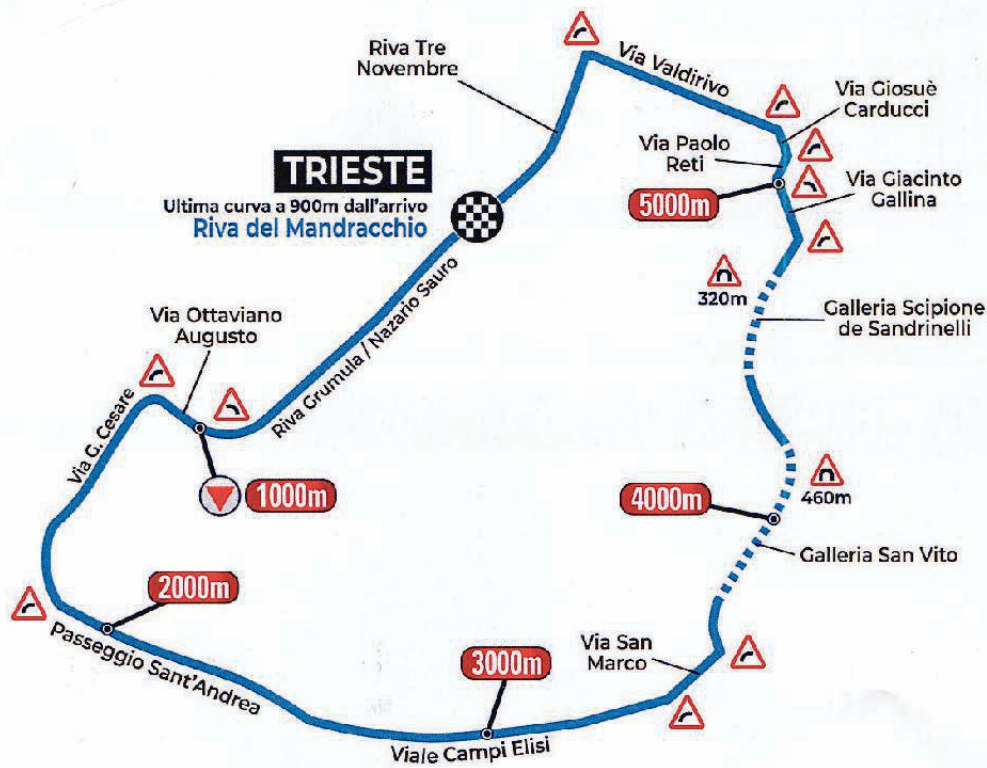 Riva Tre
Novembre
Via Valdirivo
Via Giosuè
Carducci
Via Paolo
Reti
Via Giacinto
Gallina
TRIESTE
Ultima curva a 900m dall'arrivo
Riva del Mandracchio
5000m
320m
Galleria Scipione
de Sandrinelli
Via Ottaviano
Augusto
Riva Grumula / Nazario Sauro
Via G. Cesare
1000m
4000m
460m
Galleria San Vito
2000m
Passeggio Sant'Andrea
3000m
Via San
Marco
Viale Campi Elisi